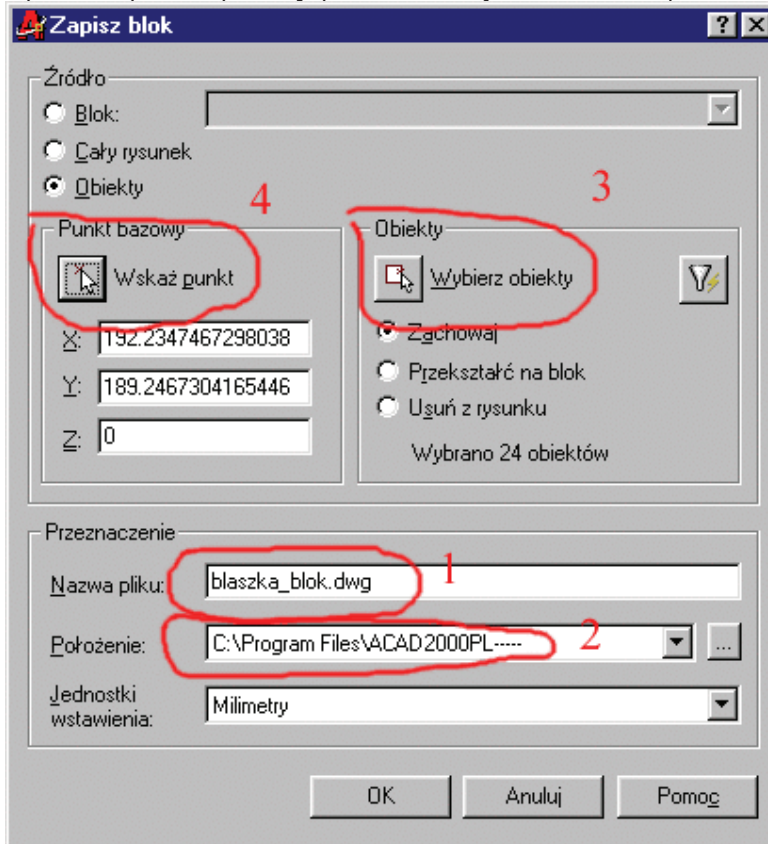 Zapisz blok
Źródło
Blok:
Cały rysunek
Obiekty
4
3
Punkt bazowy
Obiekty
Wskaż punkt
Wybierz obiekty
X: 192.2347467298038
Zachowaj
Y: 189.2467304165446
Przekształć na blok
Usuń z rysunku
Z: 0
Wybrano 24 obiektów
Przeznaczenie
Nazwa pliku: blaszka_blok.dwg 1
Położenie: C:\Program Files\ACAD2000PL----- 2 ...
Jednostki
wstawienia: Milimetry
OK Anuluj Pomoc